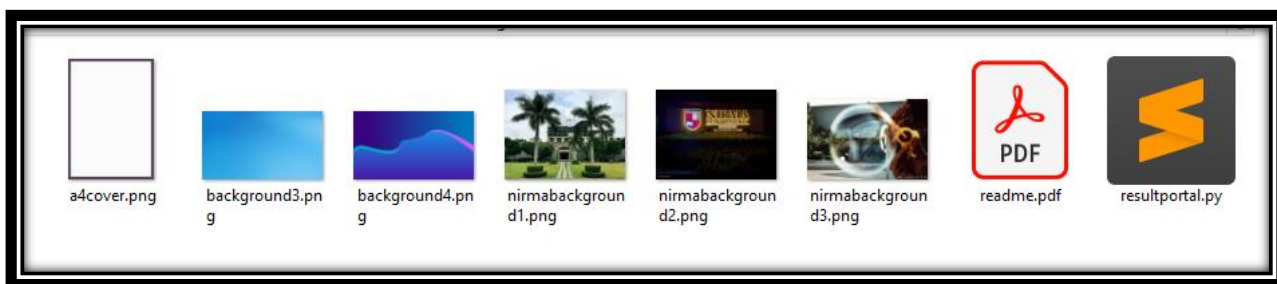 a4cover.png
background3.pn
g
background4.pn
g
nirmabackgroun
d1.png
nirmabackgroun
d2.png
nirmabackgroun
d3.png
PDF
readme.pdf
resultportal.py